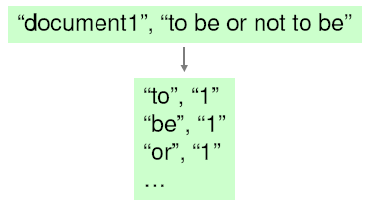 “document1”, “to be or not to be”
“to”, “1”
“be”, “1”
“or”, “1”
…